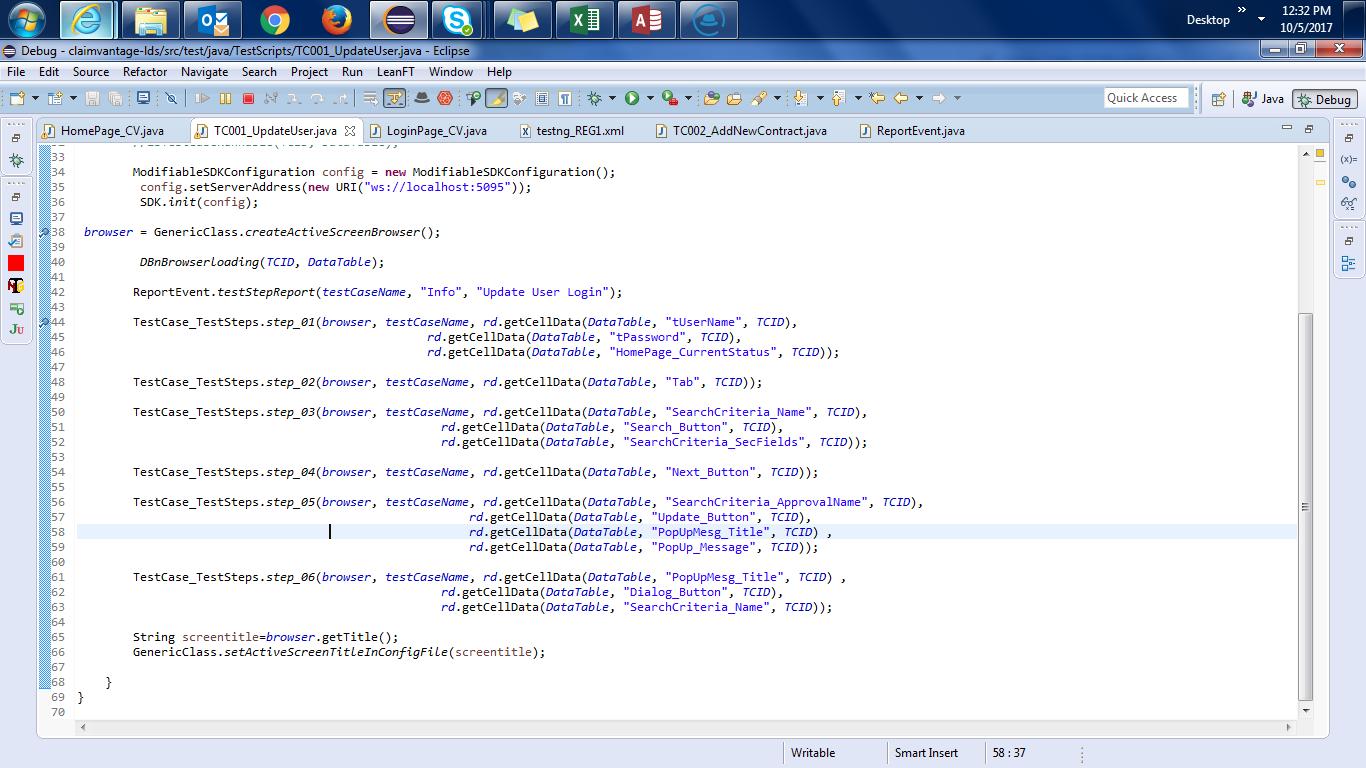 12:32 PM
Desktop
10/5/2017
Debug - claimvantage-lds/src/test/java/TestScripts/TC001_UpdateUser.java - Eclipse
File Edit Source Refactor Navigate Search Project Run LeanFT Window Help
Quick Access Java Debug
HomePage_CV.java TC001_UpdateUser.java LoginPage_CV.java testng_REG1.xml TC002_AddNewContract.java ReportEvent.java
33
34 ModifiableSDKConfiguration config = new ModifiableSDKConfiguration();
35 config.setServerAddress(new URI("ws://localhost:5095"));
36 SDK.init(config);
37
38 browser = GenericClass.createActiveScreenBrowser();
39
40 DBnBrowserloading(TCID, DataTable);
41
42 ReportEvent.testStepReport(testCaseName, "Info", "Update User Login");
43
44 TestCase_TestSteps.step_01(browser, testCaseName, rd.getCellData(DataTable, "tUserName", TCID),
45 rd.getCellData(DataTable, "tPassword", TCID),
46 rd.getCellData(DataTable, "HomePage_CurrentStatus", TCID));
47
48 TestCase_TestSteps.step_02(browser, testCaseName, rd.getCellData(DataTable, "Tab", TCID));
49
50 TestCase_TestSteps.step_03(browser, testCaseName, rd.getCellData(DataTable, "SearchCriteria_Name", TCID),
51 rd.getCellData(DataTable, "Search_Button", TCID),
52 rd.getCellData(DataTable, "SearchCriteria_SecFields", TCID));
53
54 TestCase_TestSteps.step_04(browser, testCaseName, rd.getCellData(DataTable, "Next_Button", TCID));
55
56 TestCase_TestSteps.step_05(browser, testCaseName, rd.getCellData(DataTable, "SearchCriteria_ApprovalName", TCID),
57 rd.getCellData(DataTable, "Update_Button", TCID),
58 rd.getCellData(DataTable, "PopUpMesg_Title", TCID) ,
59 rd.getCellData(DataTable, "PopUp_Message", TCID));
60
61 TestCase_TestSteps.step_06(browser, testCaseName, rd.getCellData(DataTable, "PopUpMesg_Title", TCID) ,
62 rd.getCellData(DataTable, "Dialog_Button", TCID),
63 rd.getCellData(DataTable, "SearchCriteria_Name", TCID));
64
65 String screentitle=browser.getTitle();
66 GenericClass.setActiveScreenTitleInConfigFile(screentitle);
67
68 }
69 }
70
Writable Smart Insert 58 : 37